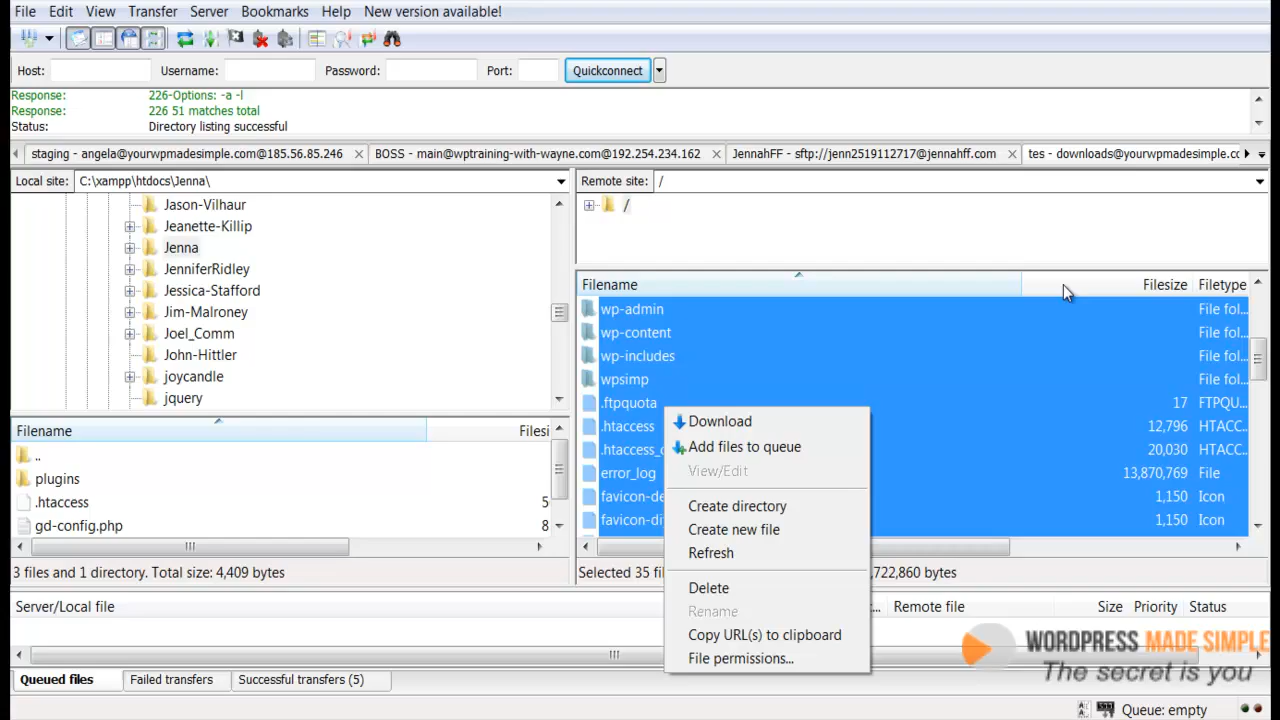 File Edit View Transfer Server Bookmarks Help New version available!
Host: Username: Password: Port: Quickconnect
Response: 226-Options: -a -l
Response: 226 51 matches total
Status: Directory listing successful
staging - angela@yourwpmadesimple.com@185.56.85.246 BOSS - main@wptraining-with-wayne.com@192.254.234.162 JennahFF - sftp://jenn2519112717@jennahff.com tes - downloads@yourwpmadesimple.cc
Local site: C:\xampp\htdocs\Jenna\
Jason-Vilhaur
Jeanette-Killip
Jenna
JenniferRidley
Jessica-Stafford
Jim-Malroney
Joel_Comm
John-Hittler
joycandle
jquery
Filename Filesi
..
plugins
.htaccess 5
gd-config.php 8
3 files and 1 directory. Total size: 4,409 bytes
Remote site: /
/
Filename Filesize Filetype
wp-admin File fol...
wp-content File fol...
wp-includes File fol...
wpsimp File fol...
.ftpquota 17 FTPQU...
.htaccess 12,796 HTACC...
.htaccess_c 20,030 HTACC...
error_log 13,870,769 File
favicon-de 1,150 Icon
favicon-di 1,150 Icon
Selected 35 fil ,722,860 bytes
Download
Add files to queue
View/Edit
Create directory
Create new file
Refresh
Delete
Rename
Copy URL(s) to clipboard
File permissions...
Server/Local file ... Remote file Size Priority Status
WORDPRESS MADE SIMPLE
The secret is you
Queued files Failed transfers Successful transfers (5)
Queue: empty